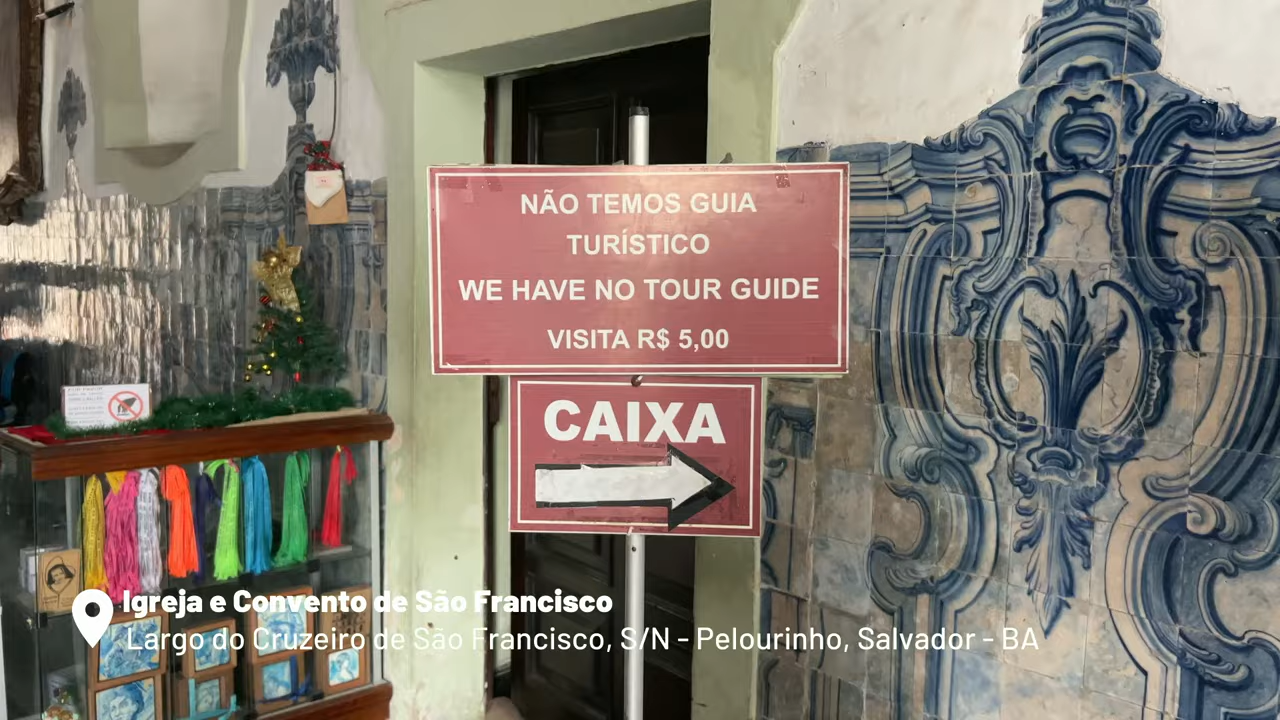 NÃO TEMOS GUIA
TURÍSTICO
WE HAVE NO TOUR GUIDE
VISITA R$ 5,00
CAIXA
Igreja e Convento de São Francisco
Largo do Cruzeiro de São Francisco, S/N - Pelourinho, Salvador - BA